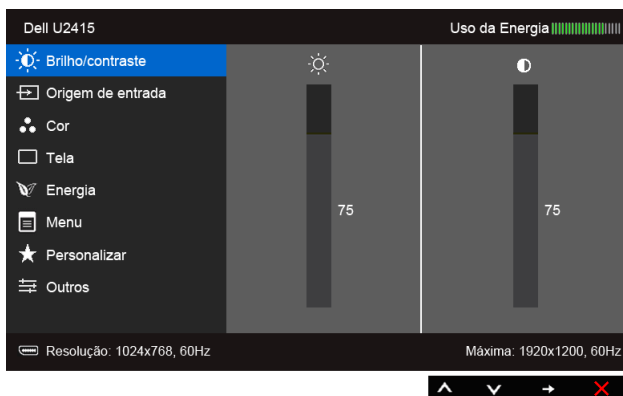 Dell U2415
Uso da Energia
Brilho/contraste
Origem de entrada
Cor
Tela
Energia
Menu
Personalizar
Outros
75
75
Resolução: 1024x768, 60Hz
Máxima: 1920x1200, 60Hz